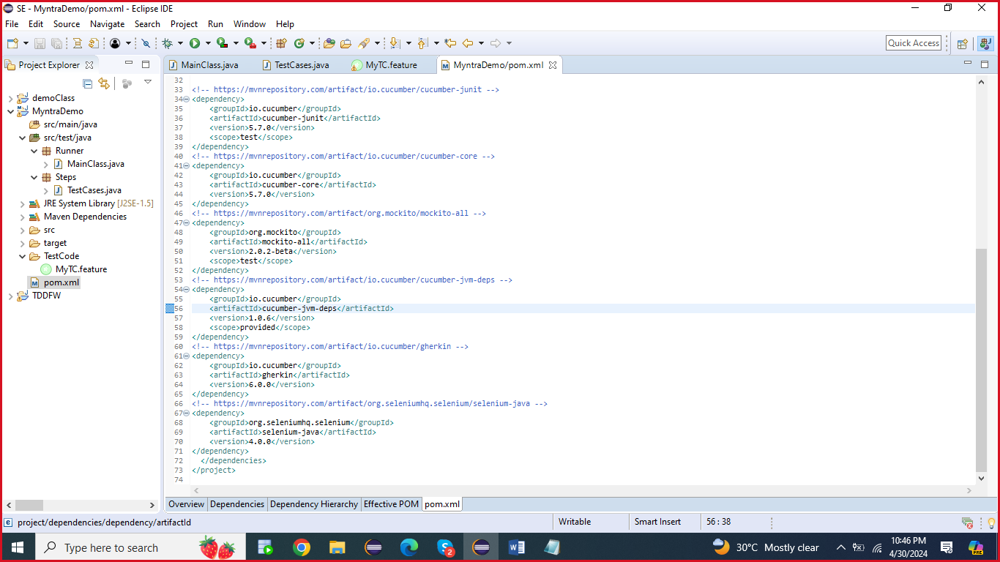 SE - MyntraDemo/pom.xml - Eclipse IDE
File Edit Source Navigate Search Project Run Window Help
Quick Access
Project Explorer
demoClass
MyntraDemo
src/main/java
src/test/java
Runner
MainClass.java
Steps
TestCases.java
JRE System Library [J2SE-1.5]
Maven Dependencies
src
target
TestCode
MyTC.feature
pom.xml
TDDFW
MainClass.java TestCases.java MyTC.feature MyntraDemo/pom.xml
32
33 <!-- https://mvnrepository.com/artifact/io.cucumber/cucumber-junit -->
34 <dependency>
35 <groupId>io.cucumber</groupId>
36 <artifactId>cucumber-junit</artifactId>
37 <version>5.7.0</version>
38 <scope>test</scope>
39 </dependency>
40 <!-- https://mvnrepository.com/artifact/io.cucumber/cucumber-core -->
41 <dependency>
42 <groupId>io.cucumber</groupId>
43 <artifactId>cucumber-core</artifactId>
44 <version>5.7.0</version>
45 </dependency>
46 <!-- https://mvnrepository.com/artifact/org.mockito/mockito-all -->
47 <dependency>
48 <groupId>org.mockito</groupId>
49 <artifactId>mockito-all</artifactId>
50 <version>2.0.2-beta</version>
51 <scope>test</scope>
52 </dependency>
53 <!-- https://mvnrepository.com/artifact/io.cucumber/cucumber-jvm-deps -->
54 <dependency>
55 <groupId>io.cucumber</groupId>
56 <artifactId>cucumber-jvm-deps</artifactId>
57 <version>1.0.6</version>
58 <scope>provided</scope>
59 </dependency>
60 <!-- https://mvnrepository.com/artifact/io.cucumber/gherkin -->
61 <dependency>
62 <groupId>io.cucumber</groupId>
63 <artifactId>gherkin</artifactId>
64 <version>6.0.0</version>
65 </dependency>
66 <!-- https://mvnrepository.com/artifact/org.seleniumhq.selenium/selenium-java -->
67 <dependency>
68 <groupId>org.seleniumhq.selenium</groupId>
69 <artifactId>selenium-java</artifactId>
70 <version>4.0.0</version>
71 </dependency>
72 </dependencies>
73 </project>
74
Overview Dependencies Dependency Hierarchy Effective POM pom.xml
project/dependencies/dependency/artifactId Writable Smart Insert 56 : 38
Type here to search
2
30°C Mostly clear
10:46 PM
4/30/2024
PRE